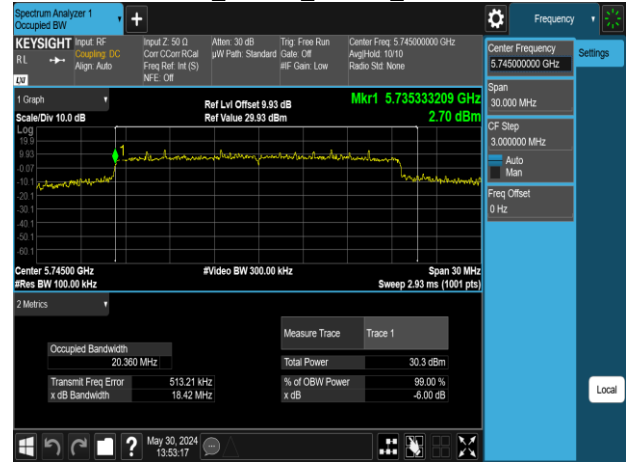 Spectrum Analyzer 1
Occupied BW
Frequency
KEYSIGHT
RL
LXI
Input: RF
Coupling: DC
Align: Auto
Input Z: 50 Ω
Corr CCorr RCal
Freq Ref: Int (S)
NFE: Off
Atten: 30 dB
µW Path: Standard
Trig: Free Run
Gate: Off
#IF Gain: Low
Center Freq: 5.745000000 GHz
Avg|Hold: 10/10
Radio Std: None
1 Graph
Scale/Div 10.0 dB
Ref Lvl Offset 9.93 dB
Ref Value 29.93 dBm
Mkr1 5.735333209 GHz
2.70 dBm
Log
19.9
9.93
-0.07
-10.1
-20.1
-30.1
-40.1
-50.1
-60.1
1
Center 5.74500 GHz
#Res BW 100.00 kHz
#Video BW 300.00 kHz
Span 30 MHz
Sweep 2.93 ms (1001 pts)
2 Metrics
Measure Trace Trace 1
Occupied Bandwidth
20.360 MHz
Total Power 30.3 dBm
Transmit Freq Error 513.21 kHz
% of OBW Power 99.00 %
x dB Bandwidth 18.42 MHz
x dB -6.00 dB
Center Frequency
5.745000000 GHz
Settings
Span
30.000 MHz
CF Step
3.000000 MHz
Auto
Man
Freq Offset
0 Hz
Local
?
May 30, 2024
13:53:17